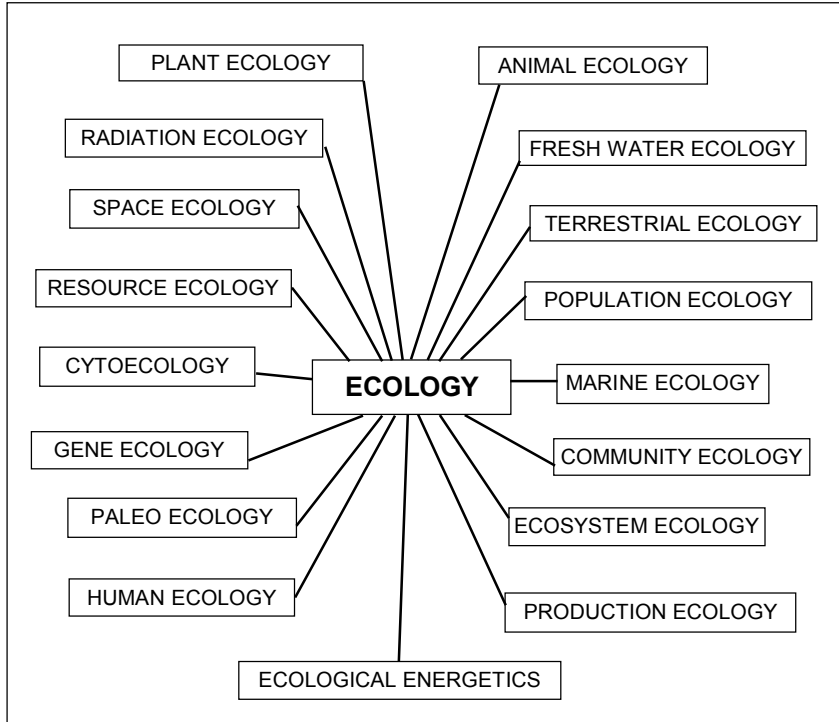 PLANT ECOLOGY
ANIMAL ECOLOGY
RADIATION ECOLOGY
FRESH WATER ECOLOGY
SPACE ECOLOGY
TERRESTRIAL ECOLOGY
RESOURCE ECOLOGY
POPULATION ECOLOGY
CYTOECOLOGY
ECOLOGY
MARINE ECOLOGY
GENE ECOLOGY
COMMUNITY ECOLOGY
PALEO ECOLOGY
ECOSYSTEM ECOLOGY
HUMAN ECOLOGY
PRODUCTION ECOLOGY
ECOLOGICAL ENERGETICS